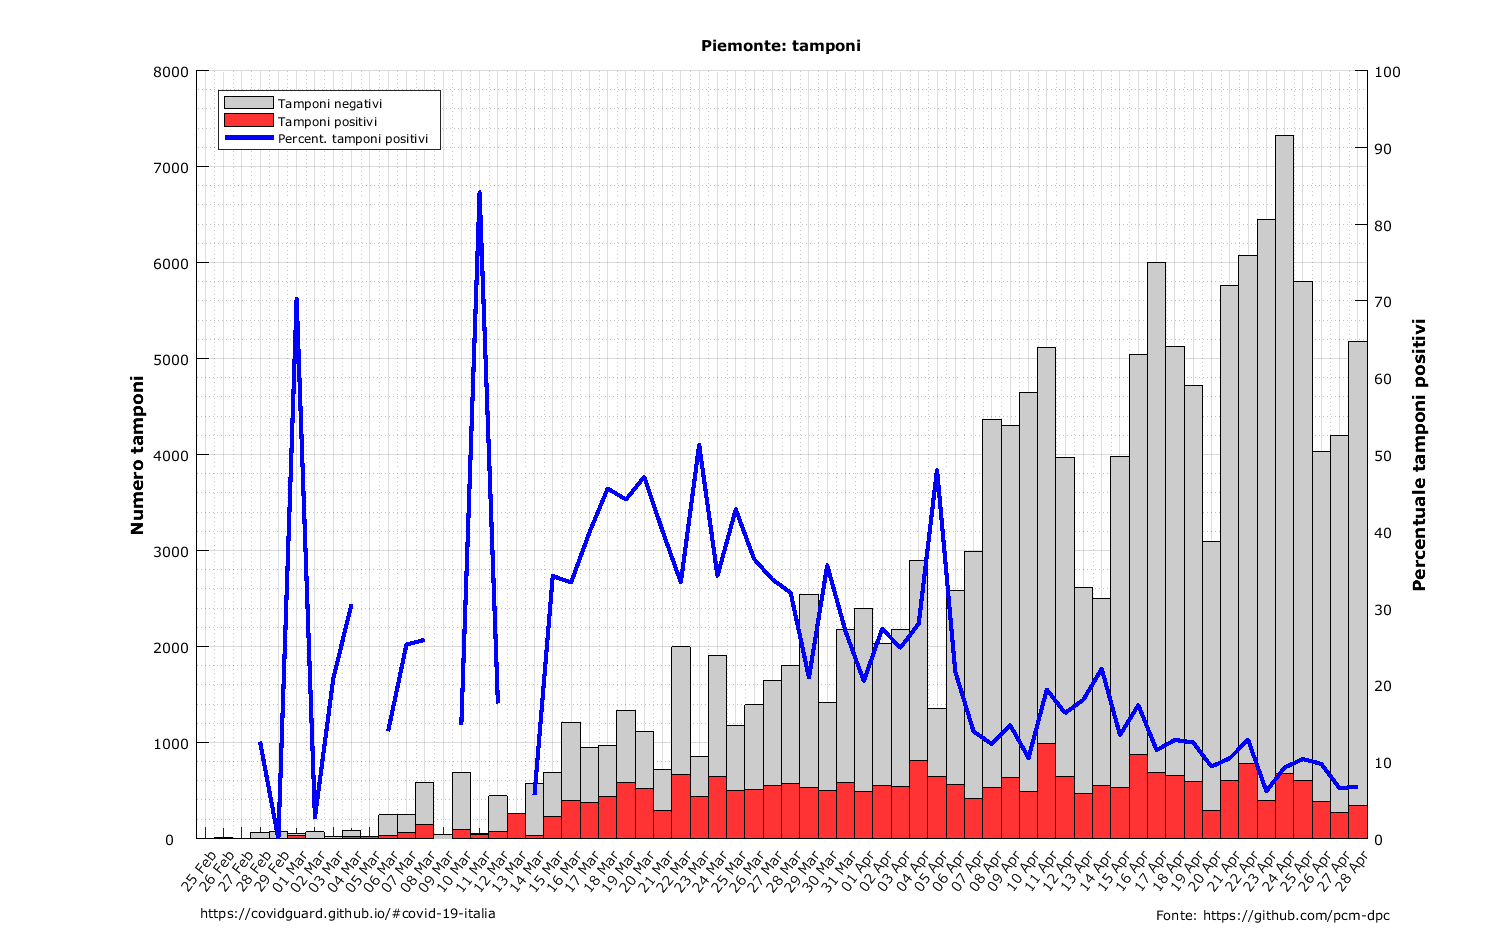 Piemonte: tamponi
Tamponi negativi
Tamponi positivi
Percent. tamponi positivi
Numero tamponi
8000
7000
6000
5000
4000
3000
2000
1000
0
Percentuale tamponi positivi
100
90
80
70
60
50
40
30
20
10
0
25 Feb
26 Feb
27 Feb
28 Feb
29 Feb
01 Mar
02 Mar
03 Mar
04 Mar
05 Mar
06 Mar
07 Mar
08 Mar
09 Mar
10 Mar
11 Mar
12 Mar
13 Mar
14 Mar
15 Mar
16 Mar
17 Mar
18 Mar
19 Mar
20 Mar
21 Mar
22 Mar
23 Mar
24 Mar
25 Mar
26 Mar
27 Mar
28 Mar
29 Mar
30 Mar
31 Mar
01 Apr
02 Apr
03 Apr
04 Apr
05 Apr
06 Apr
07 Apr
08 Apr
09 Apr
10 Apr
11 Apr
12 Apr
13 Apr
14 Apr
15 Apr
16 Apr
17 Apr
18 Apr
19 Apr
20 Apr
21 Apr
22 Apr
23 Apr
24 Apr
25 Apr
26 Apr
27 Apr
28 Apr
https://covidguard.github.io/#covid-19-italia
Fonte: https://github.com/pcm-dpc